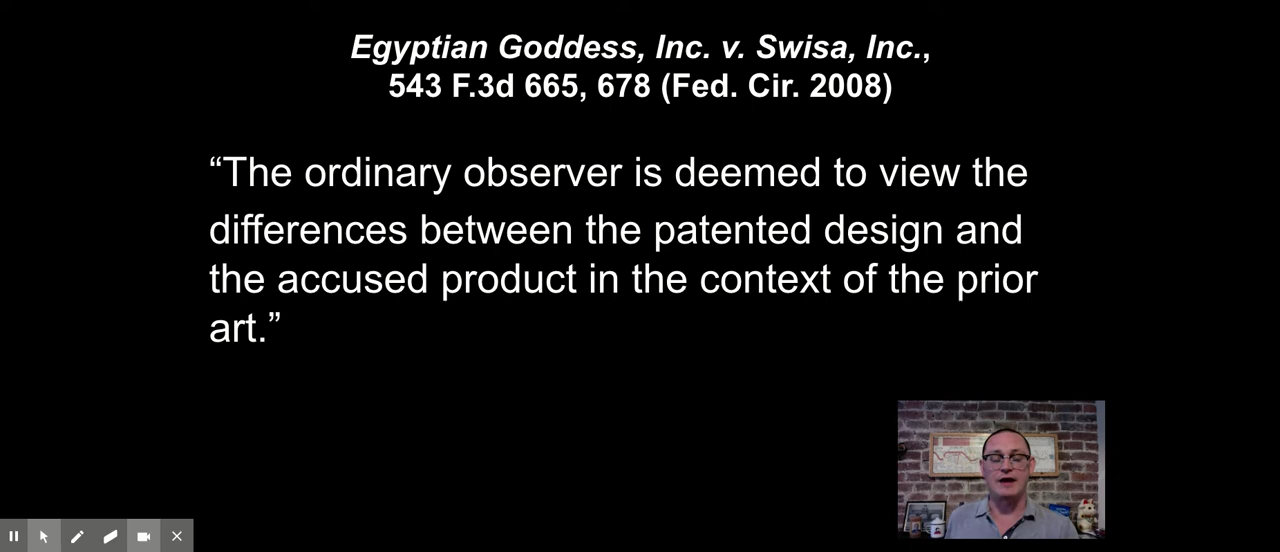 Egyptian Goddess, Inc. v. Swisa, Inc.,
543 F.3d 665, 678 (Fed. Cir. 2008)
“The ordinary observer is deemed to view the
differences between the patented design and
the accused product in the context of the prior
art.”